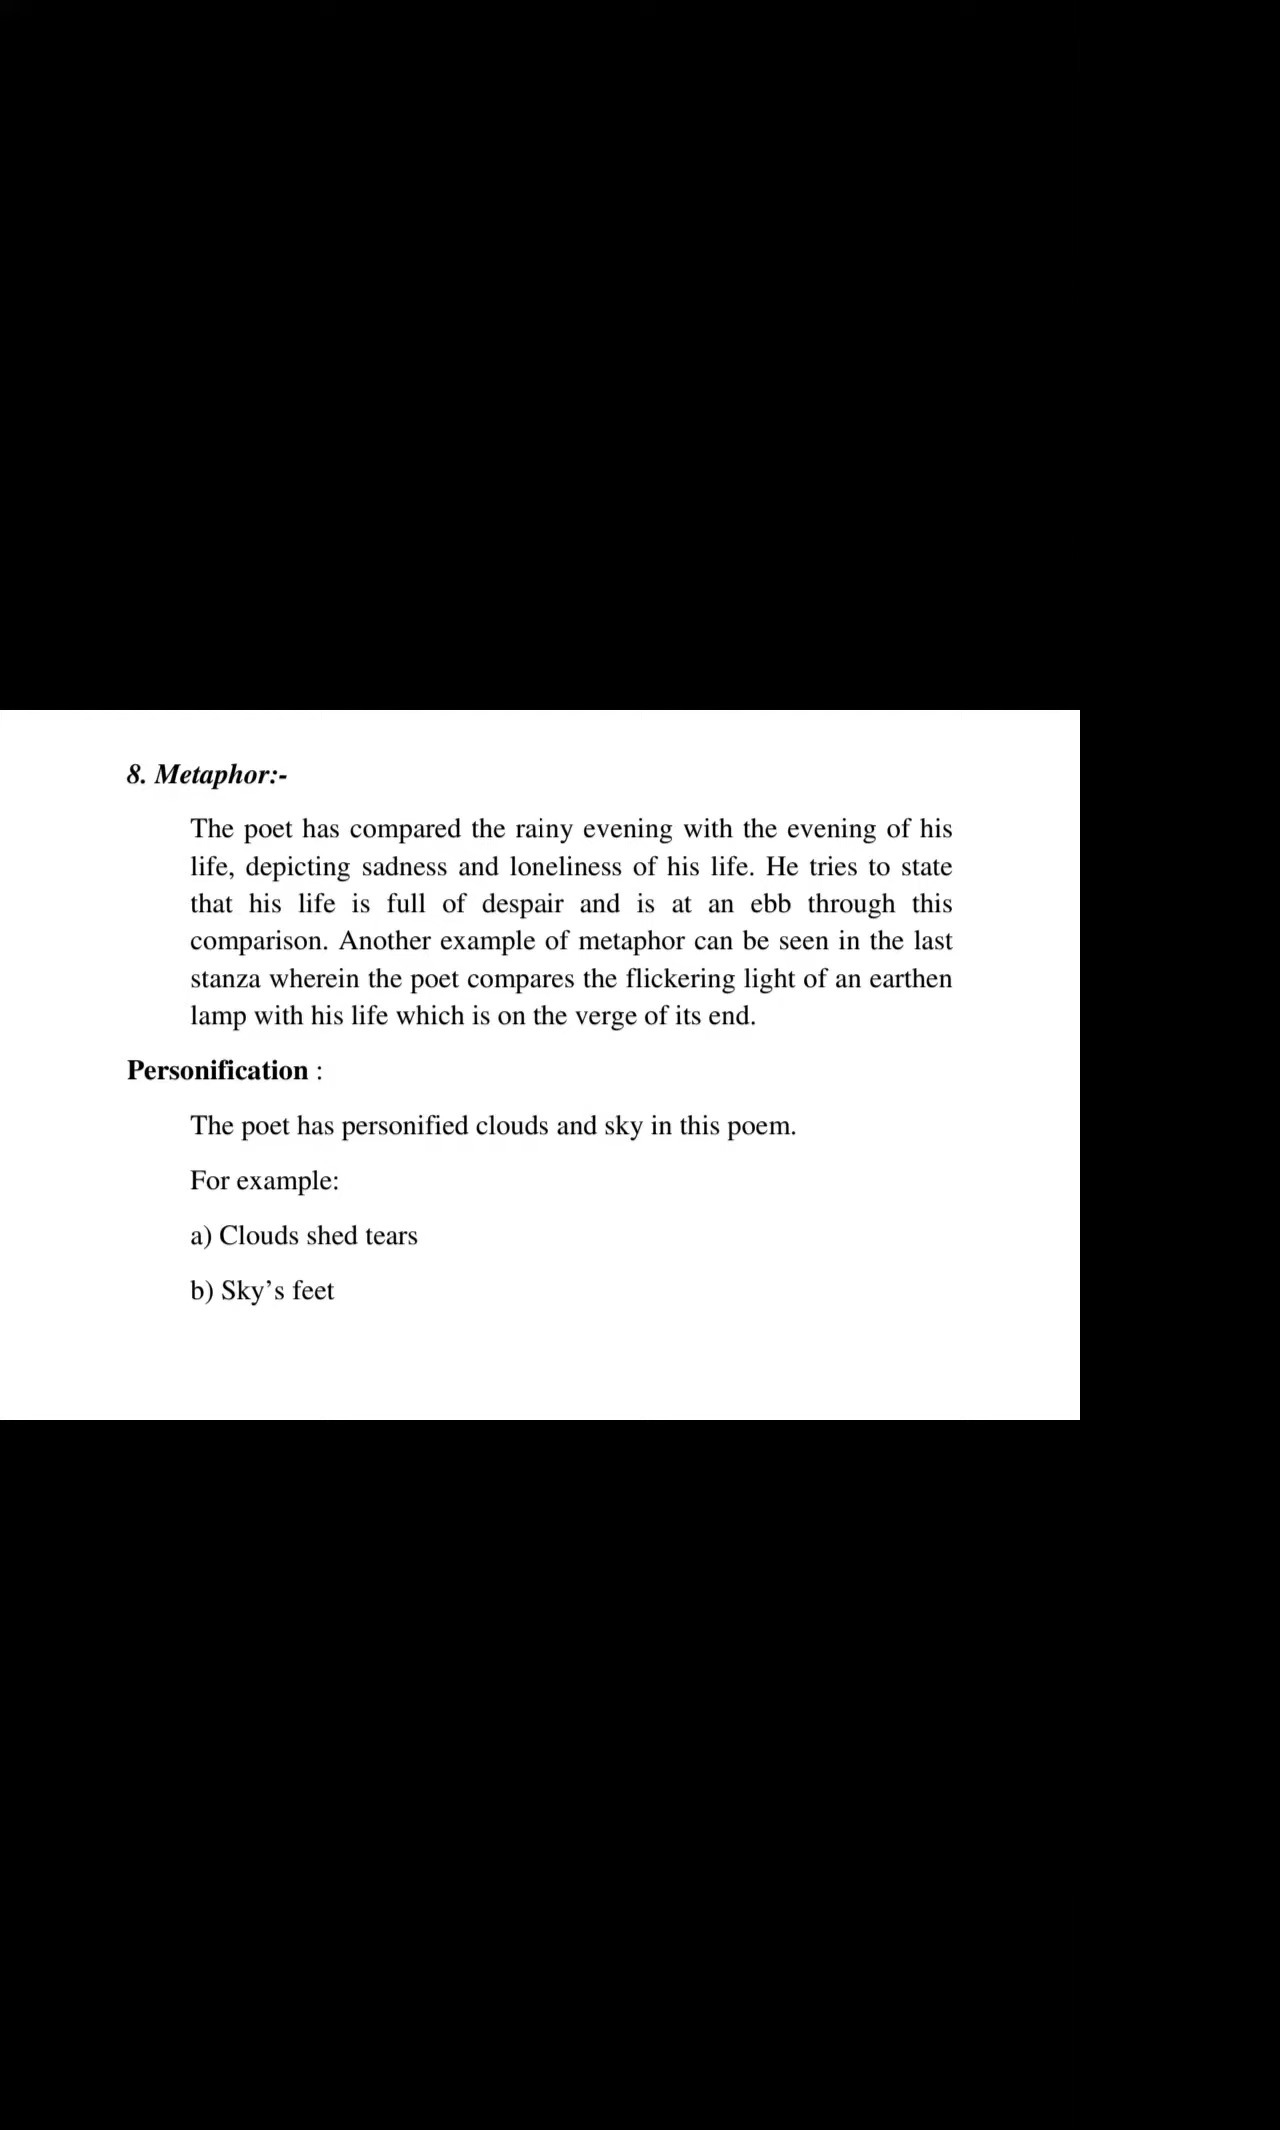 8. Metaphor:-
The poet has compared the rainy evening with the evening of his
life, depicting sadness and loneliness of his life. He tries to state
that his life is full of despair and is at an ebb through this
comparison. Another example of metaphor can be seen in the last
stanza wherein the poet compares the flickering light of an earthen
lamp with his life which is on the verge of its end.
Personification :
The poet has personified clouds and sky in this poem.
For example:
a) Clouds shed tears
b) Sky’s feet